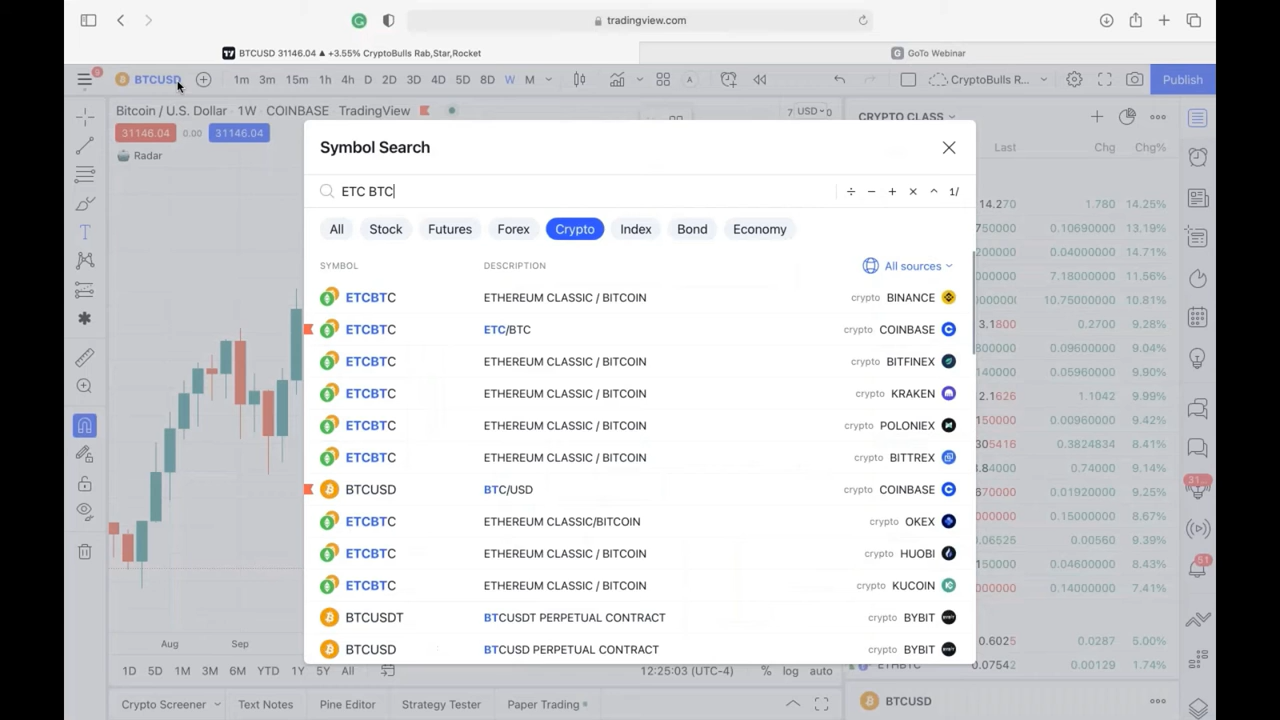 tradingview.com
BTCUSD 31146.04 ▲ +3.55% CryptoBulls Rab,Star,Rocket
GoTo Webinar
BTCUSD 1m 3m 15m 1h 4h D 2D 3D 4D 5D 8D W M CryptoBulls R... Publish
Bitcoin / U.S. Dollar · 1W · COINBASE TradingView
7 USD
CRYPTO CLASS
31146.04 0.00 31146.04
Radar
Last Chg Chg%
Symbol Search
ETC BTC
÷ − + × 1/
All Stock Futures Forex Crypto Index Bond Economy
SYMBOL DESCRIPTION All sources
ETCBTC ETHEREUM CLASSIC / BITCOIN crypto BINANCE
ETCBTC ETC/BTC crypto COINBASE
ETCBTC ETHEREUM CLASSIC / BITCOIN crypto BITFINEX
ETCBTC ETHEREUM CLASSIC / BITCOIN crypto KRAKEN
ETCBTC ETHEREUM CLASSIC / BITCOIN crypto POLONIEX
ETCBTC ETHEREUM CLASSIC / BITCOIN crypto BITTREX
BTCUSD BTC/USD crypto COINBASE
ETCBTC ETHEREUM CLASSIC/BITCOIN crypto OKEX
ETCBTC ETHEREUM CLASSIC / BITCOIN crypto HUOBI
ETCBTC ETHEREUM CLASSIC / BITCOIN crypto KUCOIN
BTCUSDT BTCUSDT PERPETUAL CONTRACT crypto BYBIT
BTCUSD BTCUSD PERPETUAL CONTRACT crypto BYBIT
1.780 14.25%
0.10690000 13.19%
0.04000000 14.71%
7.18000000 11.56%
10.75000000 10.81%
0.2700 9.28%
0.09600000 9.04%
0.05960000 9.90%
1.1042 9.99%
0.02000000 9.42%
0.3824834 8.41%
0.74000000 9.14%
0.01920000 9.25%
0.15000000 8.67%
0.00560 9.39%
0.04600000 8.43%
0.14000000 7.41%
0.6025 0.0287 5.00%
ETHBTC 0.07542 0.00129 1.74%
Aug Sep
1D 5D 1M 3M 6M YTD 1Y 5Y All
12:25:03 (UTC-4) % log auto
Crypto Screener Text Notes Pine Editor Strategy Tester Paper Trading
BTCUSD